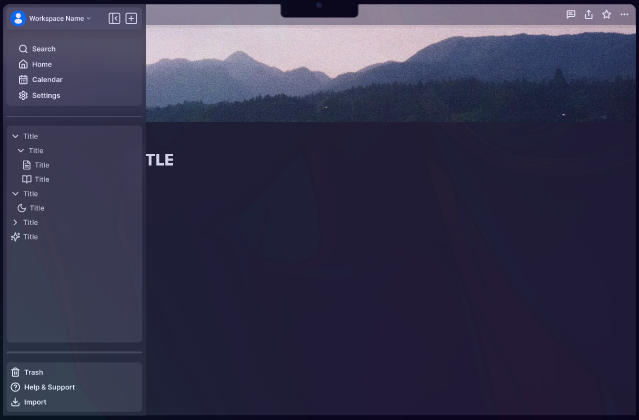 Workspace Name
Search
Home
Calendar
Settings
Title
Title
Title
Title
Title
Title
Title
Title
TLE
Trash
Help & Support
Import